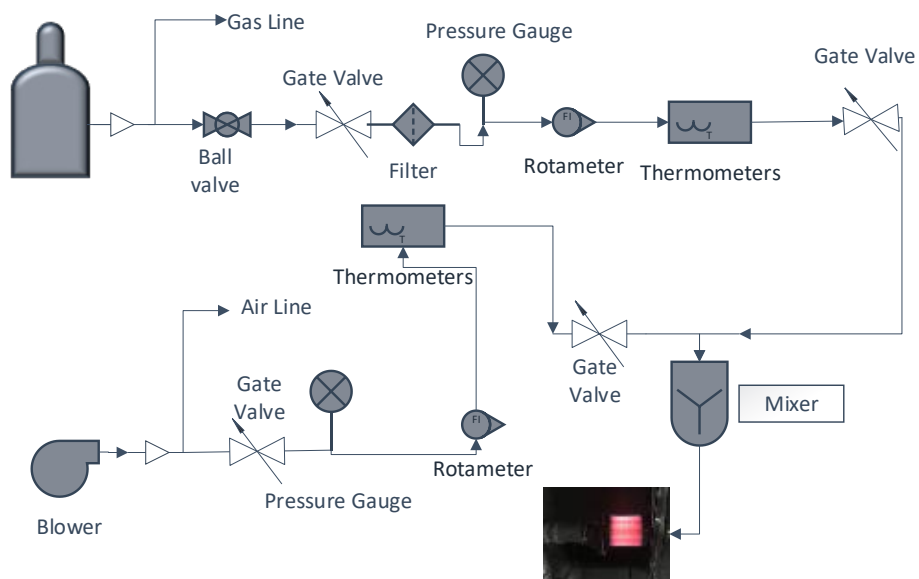 Gas Line
Pressure Gauge
Gate Valve
Gate Valve
FI
Ball
valve
Filter
Rotameter
T
Thermometers
T
Thermometers
Air Line
Gate
Valve
Gate
Valve
Mixer
FI
Rotameter
Pressure Gauge
Blower